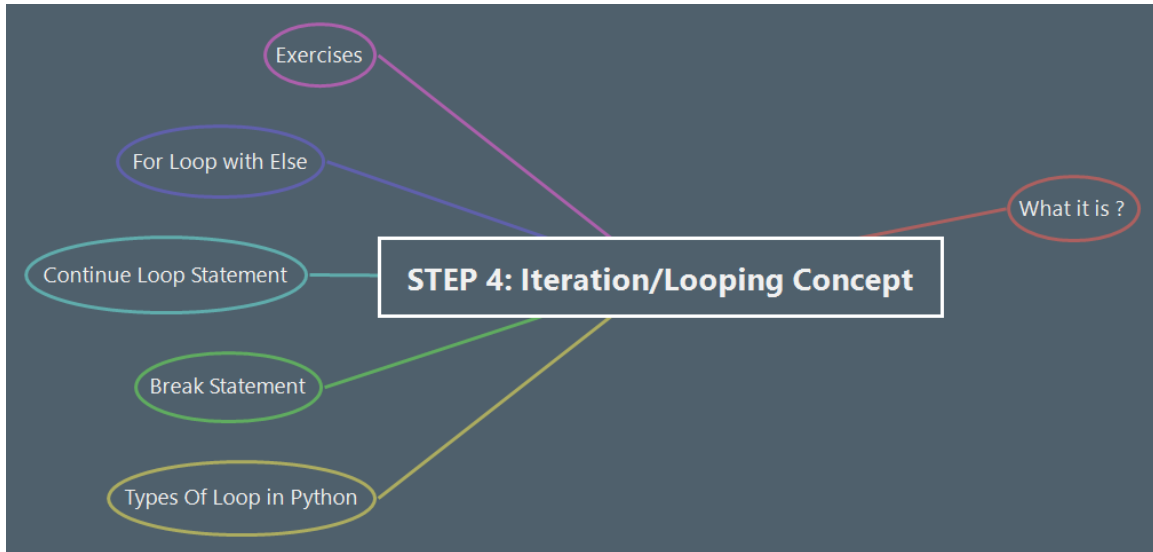 Exercises
For Loop with Else
What it is ?
Continue Loop Statement
STEP 4: Iteration/Looping Concept
Break Statement
Types Of Loop in Python